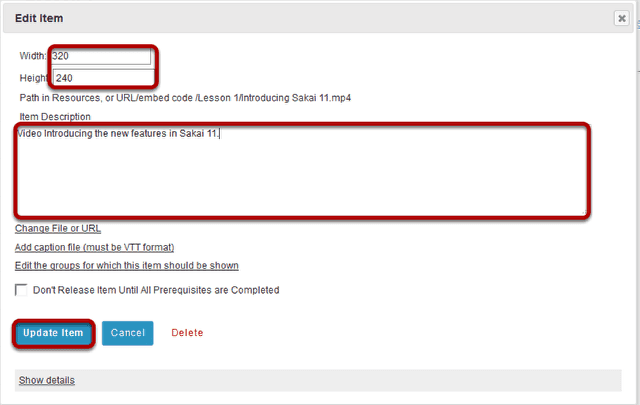 Edit Item
Width: 320
Height 240
Path in Resources, or URL/embed code /Lesson 1/Introducing Sakai 11.mp4
Item Description
Video Introducing the new features in Sakai 11.
Change File or URL
Add caption file (must be VTT format)
Edit the groups for which this item should be shown
Don't Release Item Until All Prerequisites are Completed
Update Item Cancel Delete
Show details